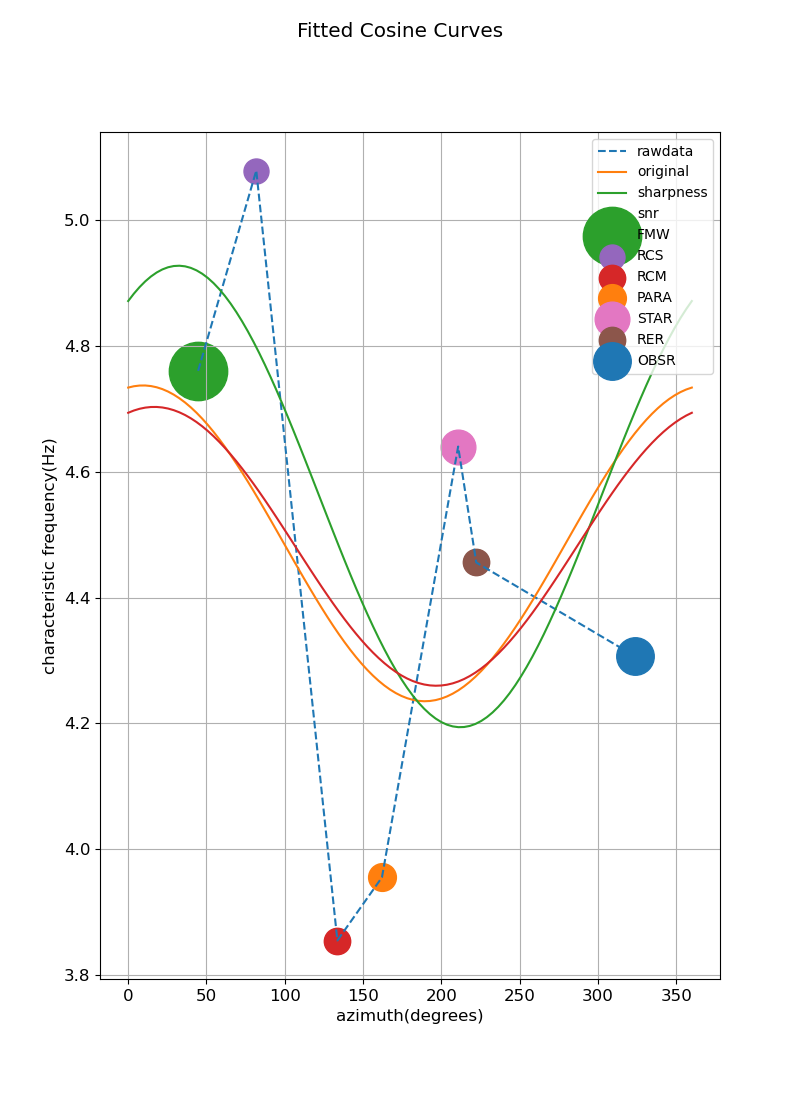 Fitted Cosine Curves
rawdata
original
sharpness
snr
FMW
RCS
RCM
PARA
STAR
RER
OBSR
characteristic frequency(Hz)
5.0
4.8
4.6
4.4
4.2
4.0
3.8
0 50 100 150 200 250 300 350
azimuth(degrees)